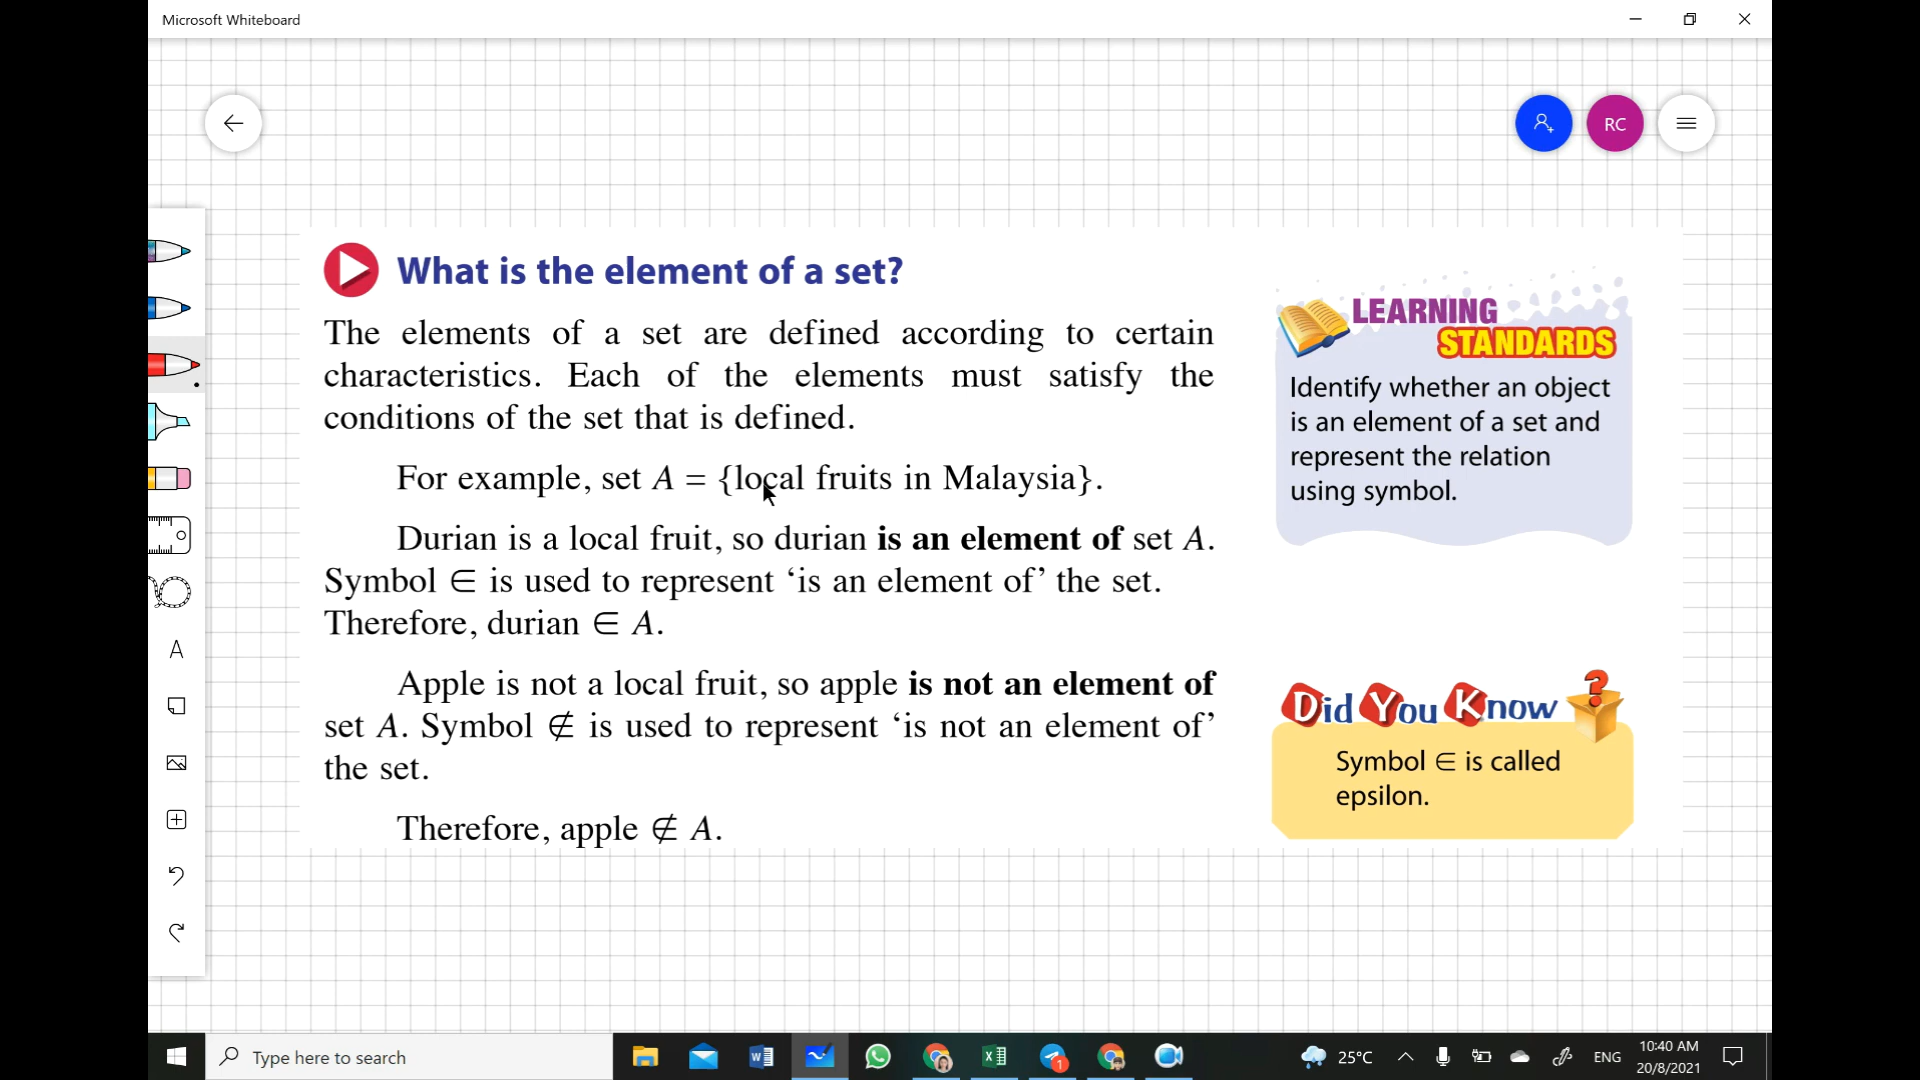 Microsoft Whiteboard
RC
What is the element of a set?
The elements of a set are defined according to certain
characteristics. Each of the elements must satisfy the
conditions of the set that is defined.
For example, set A = {local fruits in Malaysia}.
Durian is a local fruit, so durian is an element of set A.
Symbol ∈ is used to represent ‘is an element of’ the set.
Therefore, durian ∈ A.
Apple is not a local fruit, so apple is not an element of
set A. Symbol ∉ is used to represent ‘is not an element of’
the set.
Therefore, apple ∉ A.
LEARNING
STANDARDS
Identify whether an object
is an element of a set and
represent the relation
using symbol.
Did You Know ?
Symbol ∈ is called
epsilon.
A
Type here to search
1
25°C
ENG
10:40 AM
20/8/2021